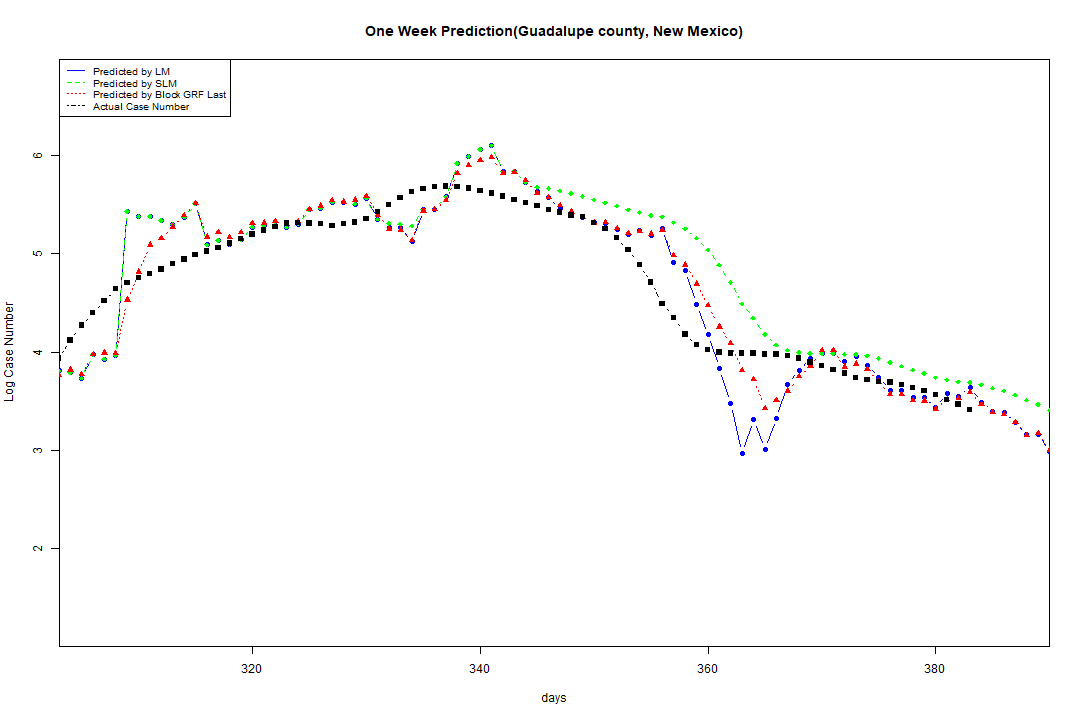 One Week Prediction(Guadalupe county, New Mexico)
Predicted by LM
Predicted by SLM
Predicted by Block GRF Last
Actual Case Number
6
5
4
3
2
Log Case Number
320
340
360
380
days